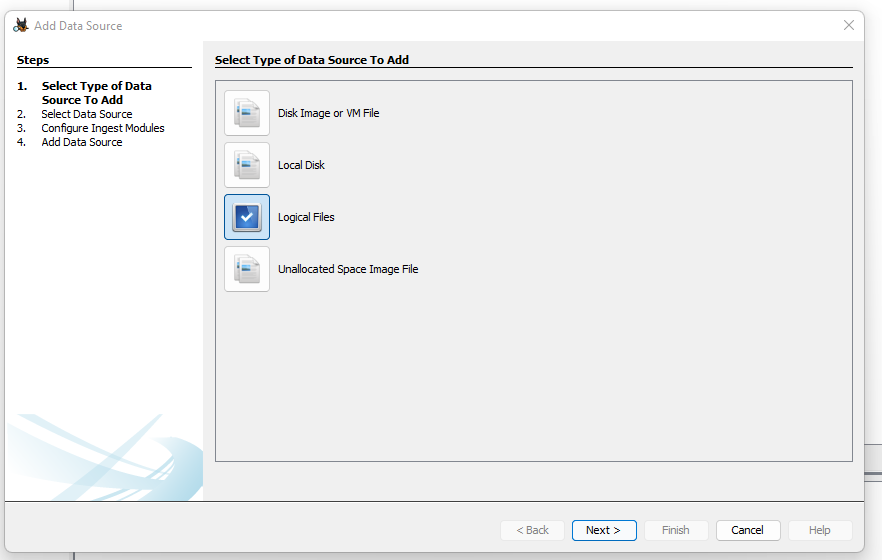 Add Data Source
Steps
Select Type of Data Source To Add
1. Select Type of Data
Source To Add
2. Select Data Source
3. Configure Ingest Modules
4. Add Data Source
Disk Image or VM File
Local Disk
Logical Files
Unallocated Space Image File
< Back
Next >
Finish
Cancel
Help